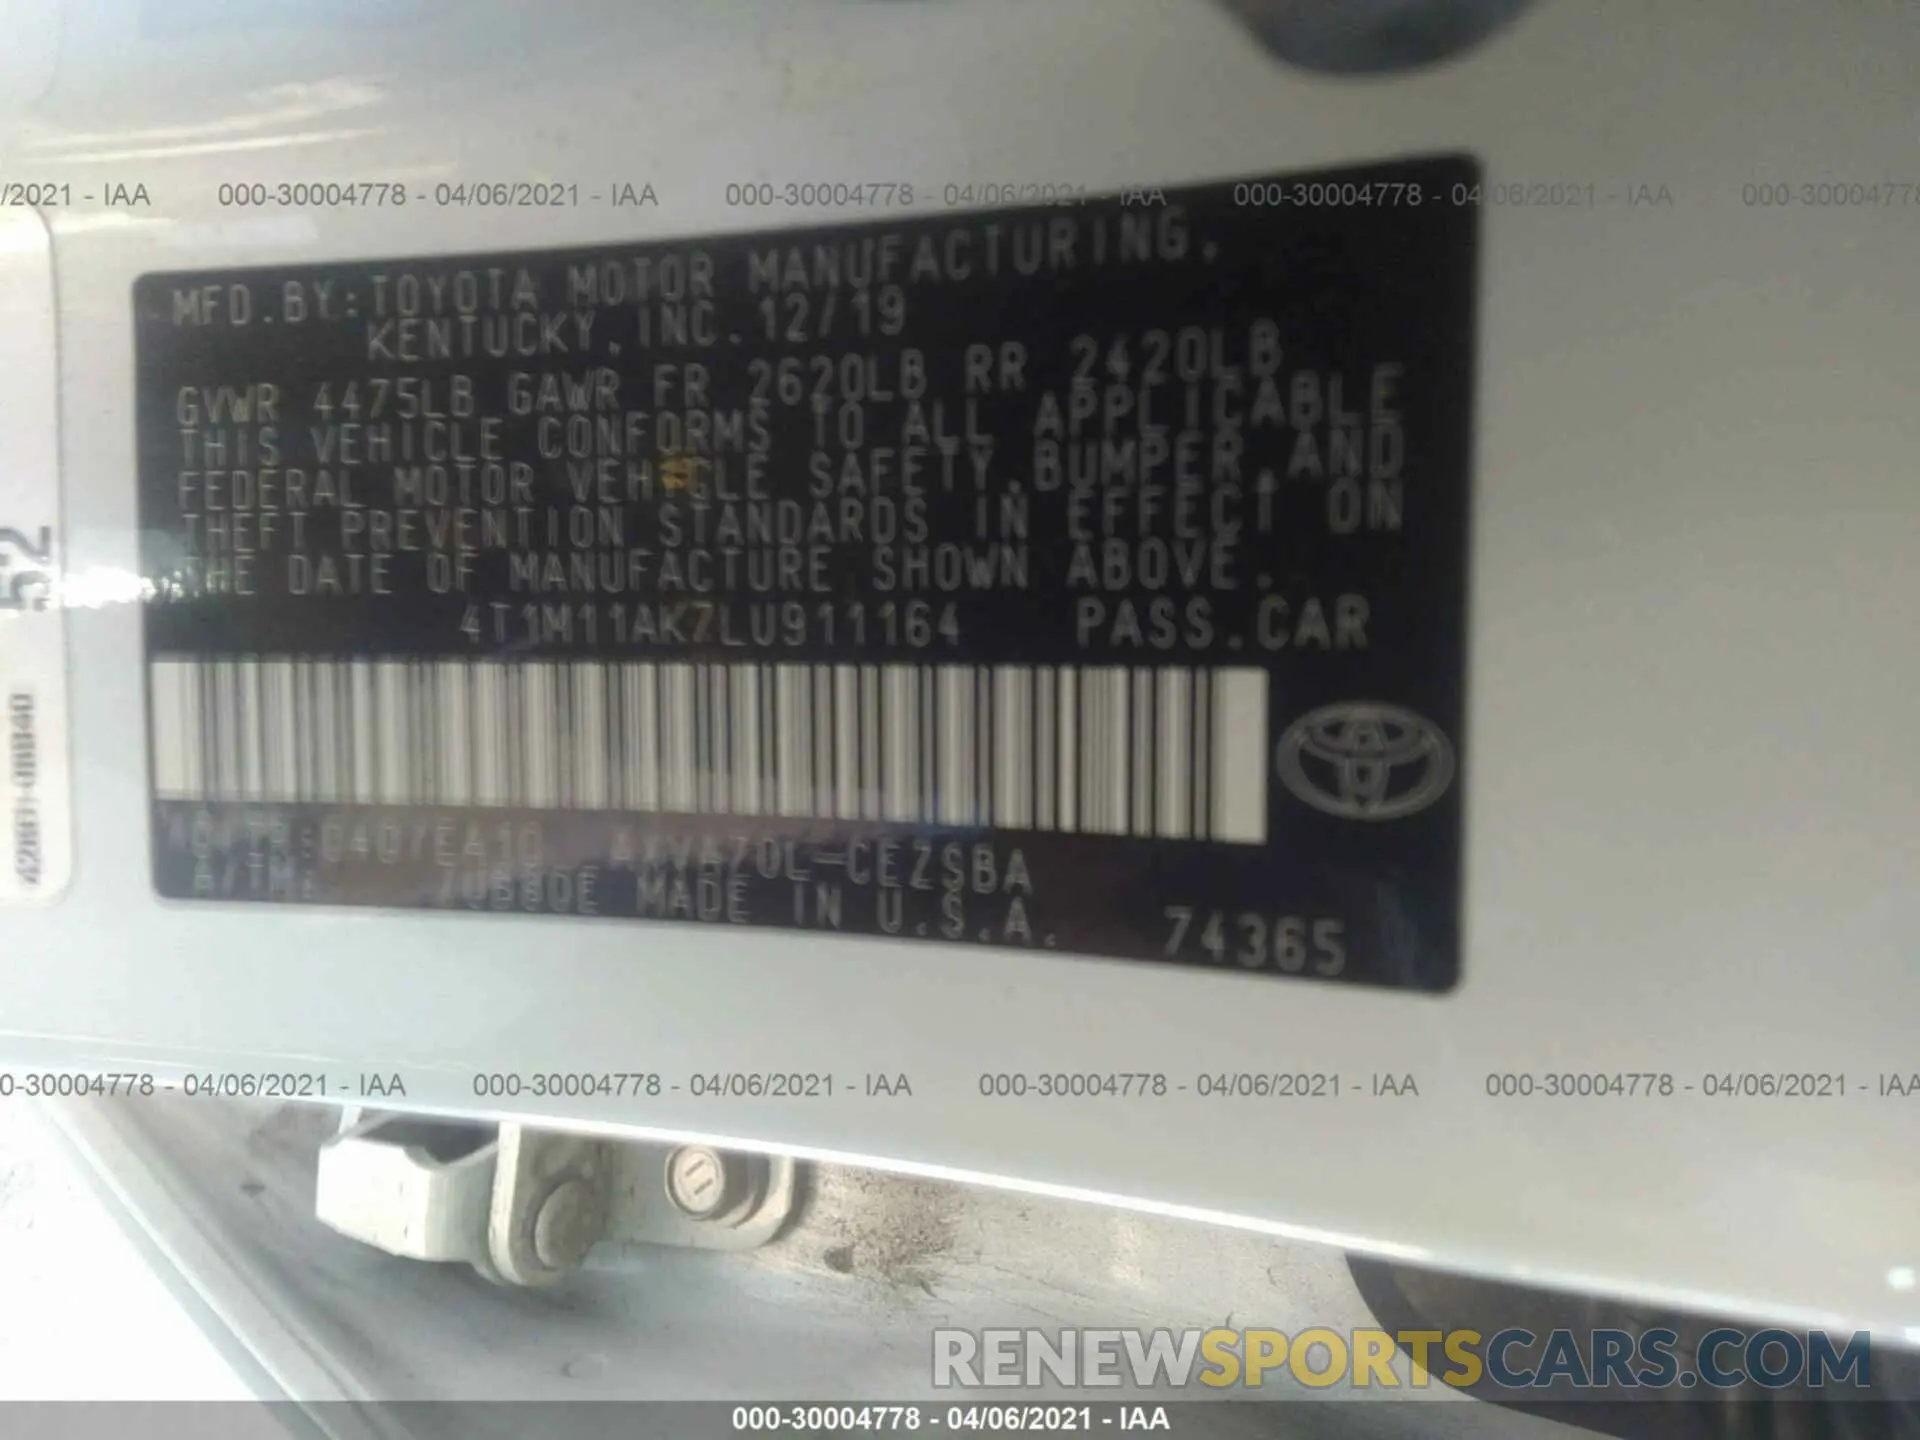 /2021 - IAA 000-30004778 - 04/06/2021 - IAA 000-30004778 - 04/06/2021 - IAA 000-30004778 - 04/06/2021 - IAA 000-30004778
MFD.BY:TOYOTA MOTOR MANUFACTURING,
KENTUCKY, INC. 12/19
GVWR 4475LB GAWR FR 2620LB RR 2420LB
THIS VEHICLE CONFORMS TO ALL APPLICABLE
FEDERAL MOTOR VEHICLE SAFETY,BUMPER,AND
THEFT PREVENTION STANDARDS IN EFFECT ON
THE DATE OF MANUFACTURE SHOWN ABOVE.
4T1M11AK7LU911164 PASS.CAR
MADE IN U.S.A. 74365
52
0-30004778 - 04/06/2021 - IAA 000-30004778 - 04/06/2021 - IAA 000-30004778 - 04/06/2021 - IAA 000-30004778 - 04/06/2021 - IAA
RENEWSPORTSCARS.COM
000-30004778 - 04/06/2021 - IAA